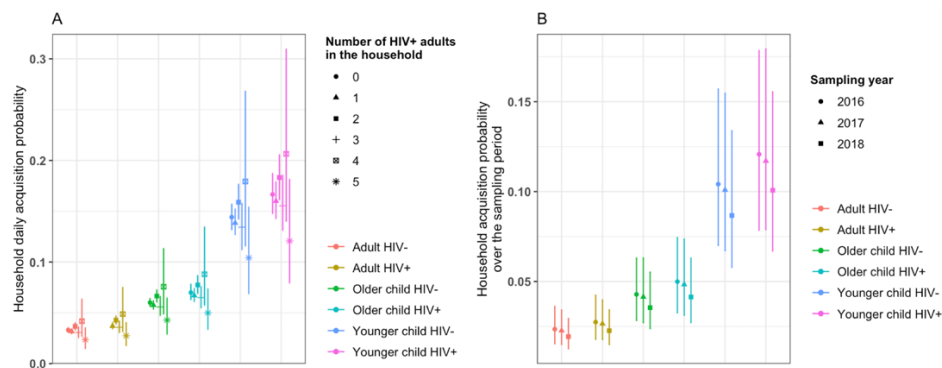 A
Household daily acquisition probability
0.3
0.2
0.1
0.0
Number of HIV+ adults
in the household
0
1
2
3
4
5
Adult HIV-
Adult HIV+
Older child HIV-
Older child HIV+
Younger child HIV-
Younger child HIV+
B
Household acquisition probability
over the sampling period
0.15
0.10
0.05
Sampling year
2016
2017
2018
Adult HIV-
Adult HIV+
Older child HIV-
Older child HIV+
Younger child HIV-
Younger child HIV+